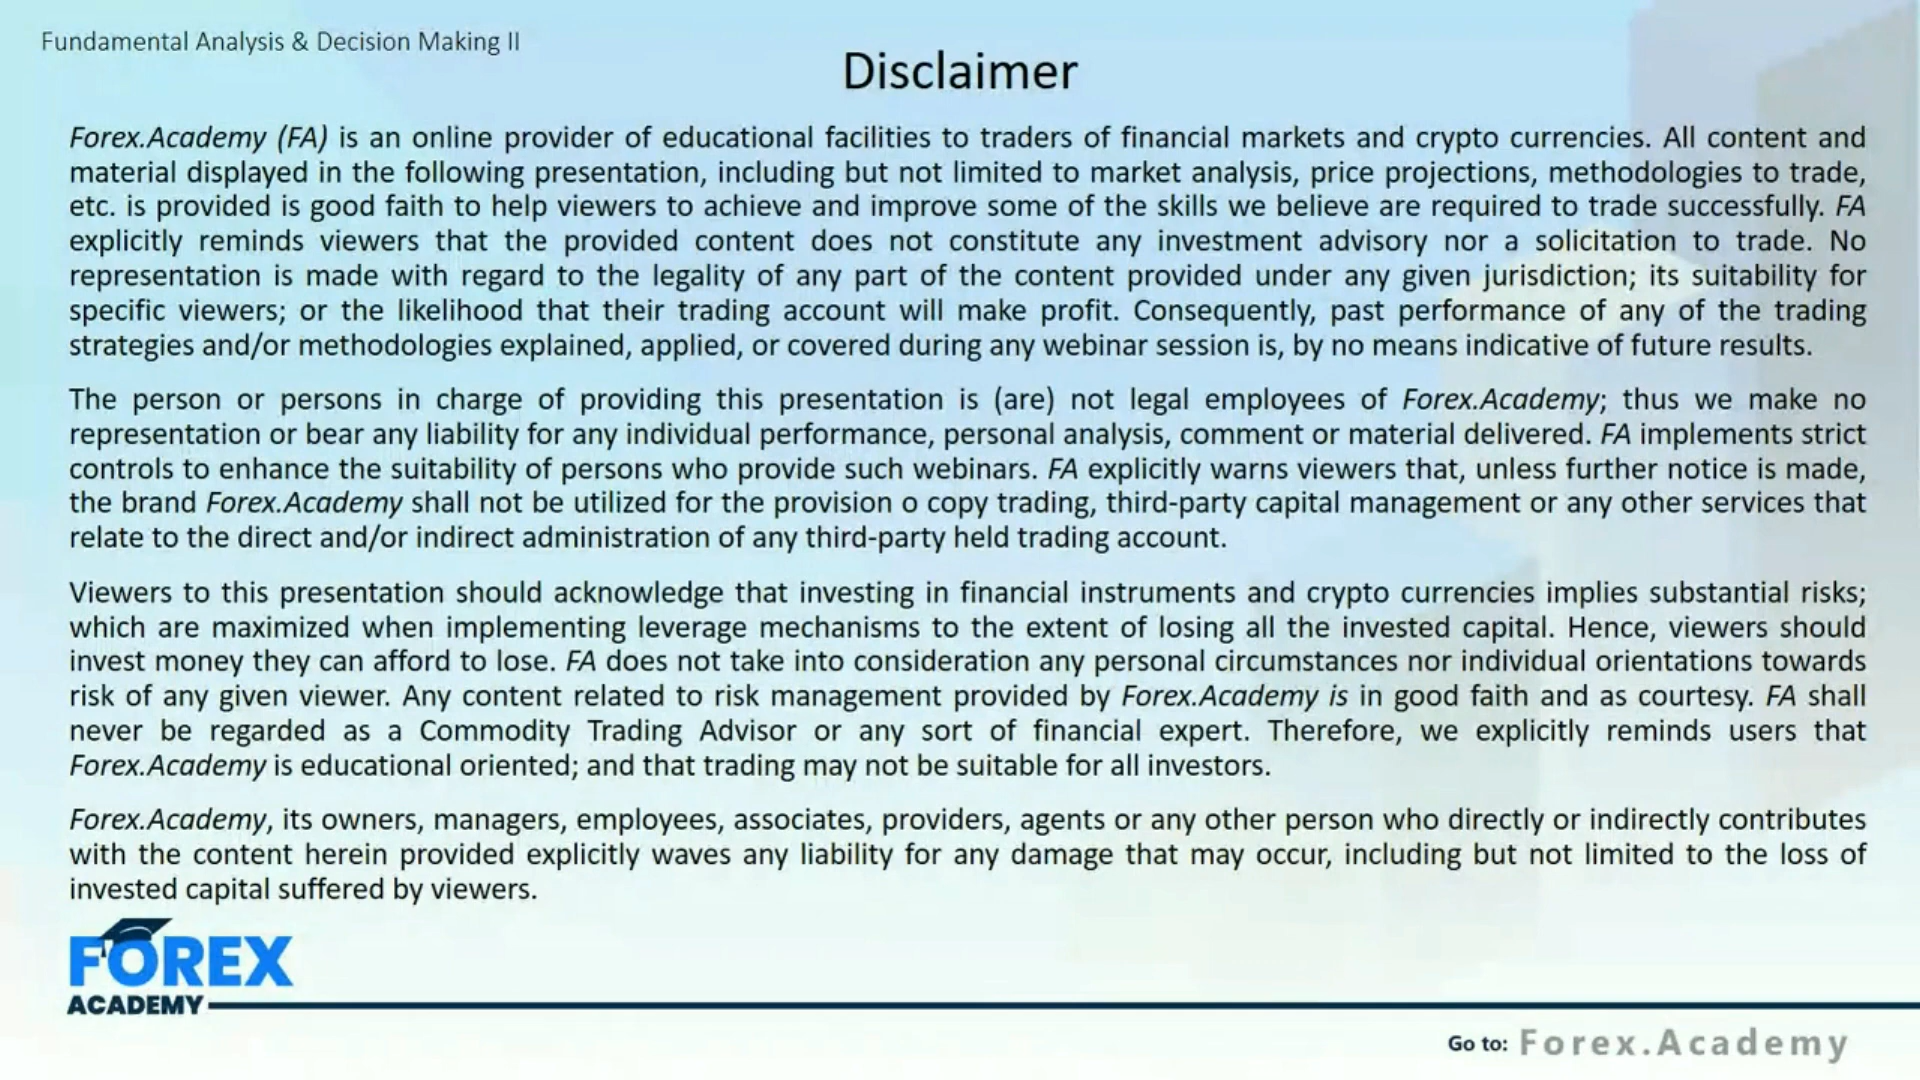 Fundamental Analysis & Decision Making II
Disclaimer
Forex.Academy (FA) is an online provider of educational facilities to traders of financial markets and crypto currencies. All content and
material displayed in the following presentation, including but not limited to market analysis, price projections, methodologies to trade,
etc. is provided is good faith to help viewers to achieve and improve some of the skills we believe are required to trade successfully. FA
explicitly reminds viewers that the provided content does not constitute any investment advisory nor a solicitation to trade. No
representation is made with regard to the legality of any part of the content provided under any given jurisdiction; its suitability for
specific viewers; or the likelihood that their trading account will make profit. Consequently, past performance of any of the trading
strategies and/or methodologies explained, applied, or covered during any webinar session is, by no means indicative of future results.
The person or persons in charge of providing this presentation is (are) not legal employees of Forex.Academy; thus we make no
representation or bear any liability for any individual performance, personal analysis, comment or material delivered. FA implements strict
controls to enhance the suitability of persons who provide such webinars. FA explicitly warns viewers that, unless further notice is made,
the brand Forex.Academy shall not be utilized for the provision o copy trading, third-party capital management or any other services that
relate to the direct and/or indirect administration of any third-party held trading account.
Viewers to this presentation should acknowledge that investing in financial instruments and crypto currencies implies substantial risks;
which are maximized when implementing leverage mechanisms to the extent of losing all the invested capital. Hence, viewers should
invest money they can afford to lose. FA does not take into consideration any personal circumstances nor individual orientations towards
risk of any given viewer. Any content related to risk management provided by Forex.Academy is in good faith and as courtesy. FA shall
never be regarded as a Commodity Trading Advisor or any sort of financial expert. Therefore, we explicitly reminds users that
Forex.Academy is educational oriented; and that trading may not be suitable for all investors.
Forex.Academy, its owners, managers, employees, associates, providers, agents or any other person who directly or indirectly contributes
with the content herein provided explicitly waves any liability for any damage that may occur, including but not limited to the loss of
invested capital suffered by viewers.
FOREX
ACADEMY
Go to: Forex.Academy